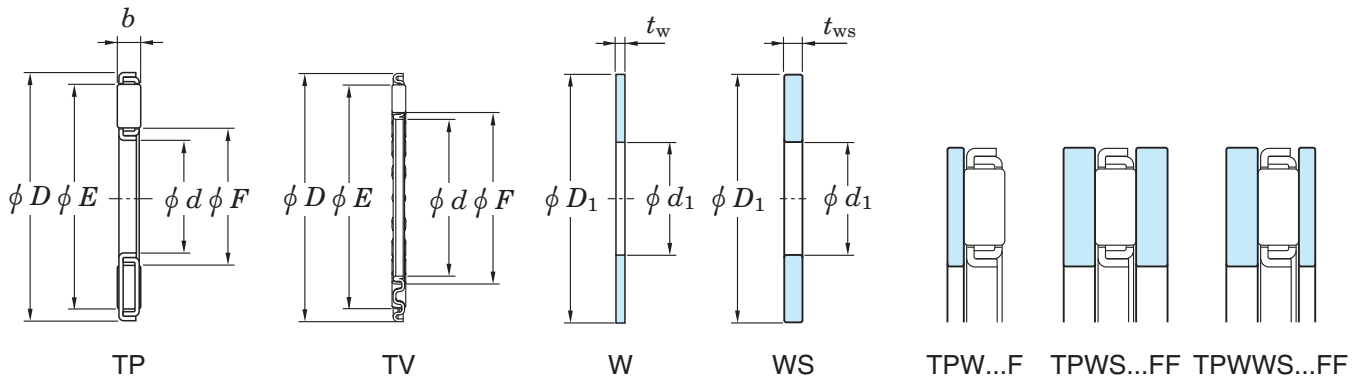 b
t_w
t_ws
φD φE φd φF
φD φE φd φF
φD₁ φd₁
φD₁ φd₁
TP TV W WS TPW...F TPWS...FF TPWWS...FF